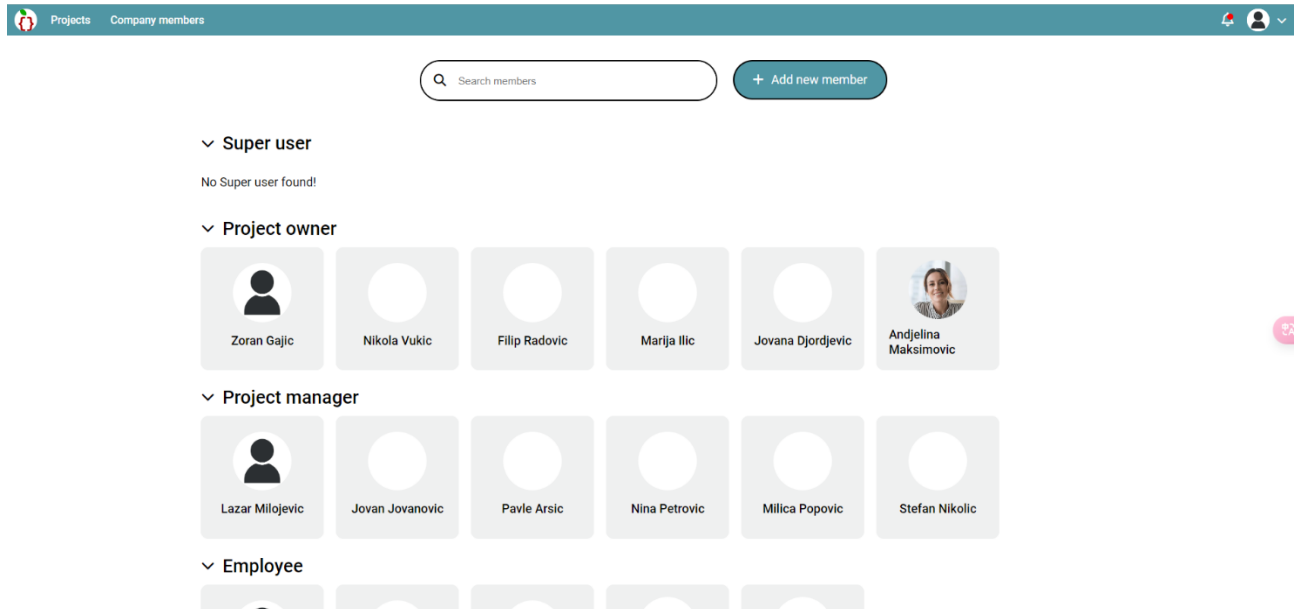 Projects Company members
Search members
+ Add new member
Super user
No Super user found!
Project owner
Zoran Gajic
Nikola Vukic
Filip Radovic
Marija Ilic
Jovana Djordjevic
Andjelina
Maksimovic
Project manager
Lazar Milojevic
Jovan Jovanovic
Pavle Arsic
Nina Petrovic
Milica Popovic
Stefan Nikolic
Employee